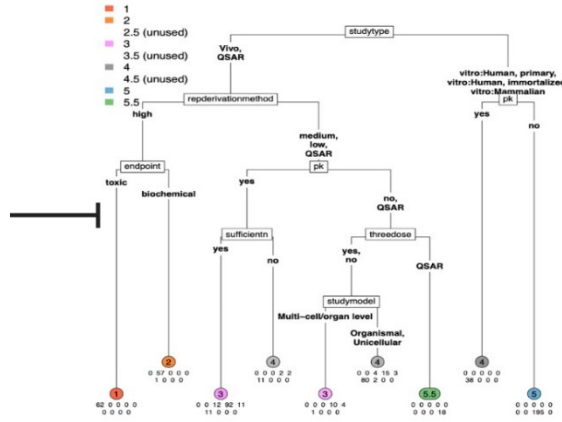 1
2
2.5 (unused)
3
3.5 (unused)
4
4.5 (unused)
5
5.5
studytype
Vivo,
QSAR
vitro:Human, primary,
vitro:Human, immortalized
vitro:Mammalian
repderivationmethod
pk
high
medium,
low,
QSAR
yes
no
endpoint
pk
toxic
biochemical
yes
no,
QSAR
sufficientn
threedose
yes
no
yes,
no
QSAR
studymodel
Multi-cell/organ level
Organismal,
Unicellular
2
0 57 0 0 0
1 0 0 0
4
0 0 0 2 2
11 0 0 0
4
0 0 4 15 3
80 2 0 0
4
0 0 0 0 0
38 0 0 0
1
62 0 0 0 0
0 0 0 0
3
0 0 12 92 11
11 0 0 0
3
0 0 0 10 4
1 0 0 0
5.5
0 0 0 0 0
0 0 0 18
5
0 0 0 0 0
0 0 195 0